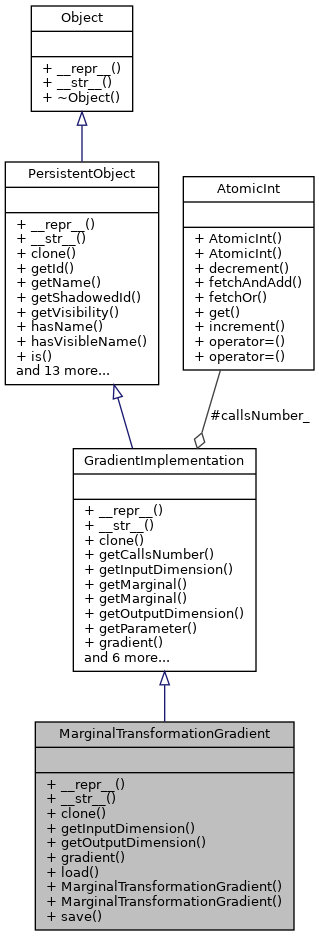 Object
+ __repr__()
+ __str__()
+ ~Object()
PersistentObject
+ __repr__()
+ __str__()
+ clone()
+ getId()
+ getName()
+ getShadowedId()
+ getVisibility()
+ hasName()
+ hasVisibleName()
+ is()
and 13 more...
AtomicInt
+ AtomicInt()
+ AtomicInt()
+ decrement()
+ fetchAndAdd()
+ fetchOr()
+ get()
+ increment()
+ operator=()
+ operator=()
#callsNumber_
GradientImplementation
+ __repr__()
+ __str__()
+ clone()
+ getCallsNumber()
+ getInputDimension()
+ getMarginal()
+ getMarginal()
+ getOutputDimension()
+ getParameter()
+ gradient()
and 6 more...
MarginalTransformationGradient
+ __repr__()
+ __str__()
+ clone()
+ getInputDimension()
+ getOutputDimension()
+ gradient()
+ load()
+ MarginalTransformationGradient()
+ MarginalTransformationGradient()
+ save()